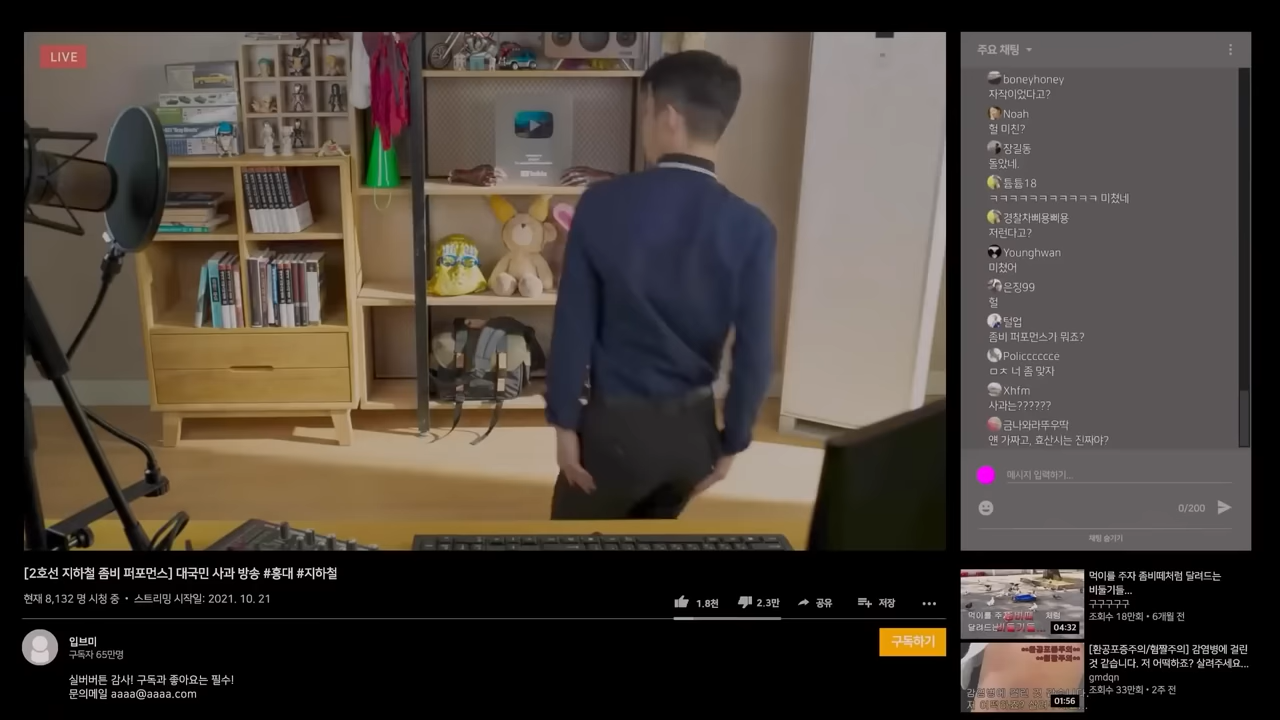 LIVE
YouTube
[2호선 지하철 좀비 퍼포먼스] 대국민 사과 방송 #홍대 #지하철
현재 8,132 명 시청 중 • 스트리밍 시작일: 2021. 10. 21
1.8천
2.3만
공유
저장
입브미
구독자 65만명
구독하기
실버버튼 감사! 구독과 좋아요는 필수!
문의메일 aaaa@aaaa.com
주요 채팅
boneyhoney
자작이었다고?
Noah
헐 미친?
장길동
돌았네.
튬튬18
ㅋㅋㅋㅋㅋㅋㅋㅋㅋㅋㅋ 미쳤네
경찰차삐용삐용
저런다고?
Younghwan
미쳤어
은징99
헐
털업
좀비 퍼포먼스가 뭐죠?
Policcccccce
ㅁㅊ 너 좀 맞자
Xhfm
사과는??????
금나와라뚜우딱
얜 가짜고, 효산시는 진짜야?
메시지 입력하기...
0/200
채팅 숨기기
먹이를 주자 좀비떼처럼 달려드는
비둘기들...
구구구구구
조회수 18만회 • 6개월 전
04:32
[환공포증주의/혐짤주의] 감염병에 걸린
것 같습니다. 저 어떡하죠? 살려주세요...
gmdqn
조회수 33만회 • 2주 전
01:56